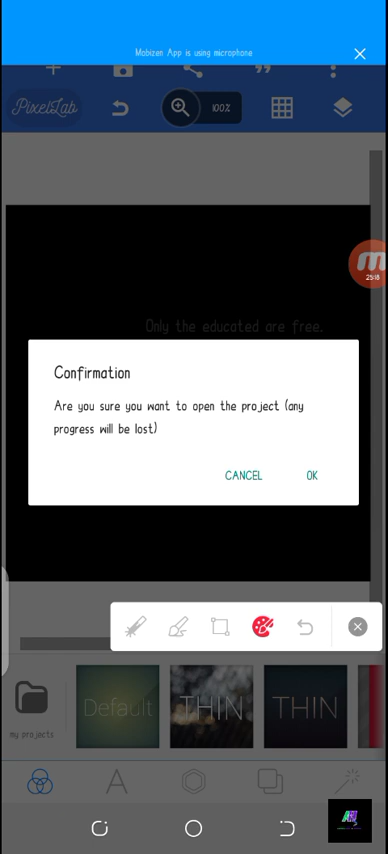 Mobizen App is using microphone
PixelLab
100%
25:18
Only the educated are free.
Confirmation
Are you sure you want to open the project (any
progress will be lost)
CANCEL
OK
my projects
Default
THIN
THIN